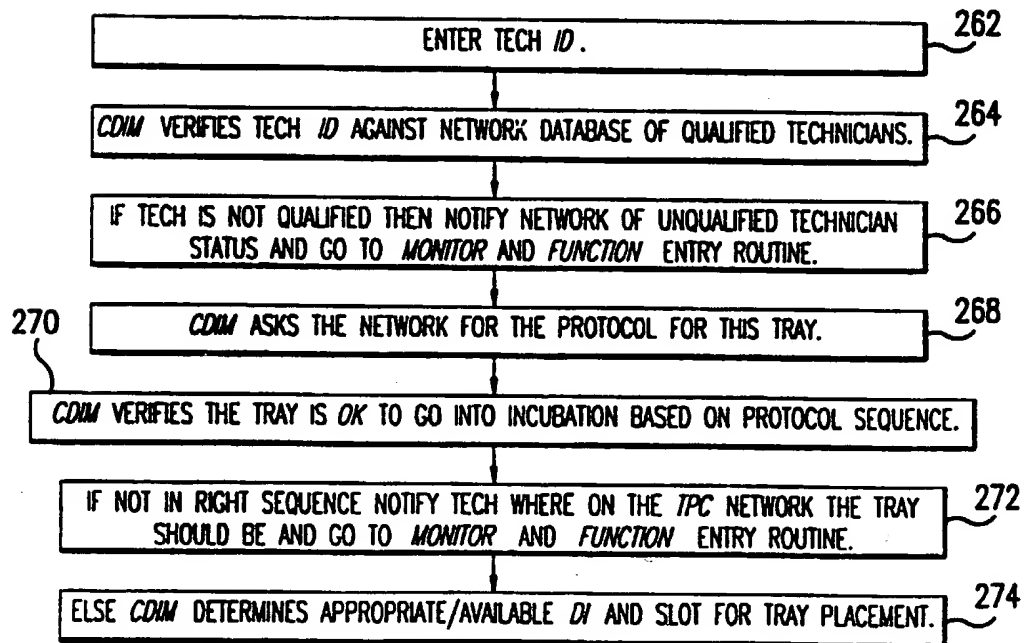 262
ENTER TECH ID.
264
CDIM VERIFIES TECH ID AGAINST NETWORK DATABASE OF QUALIFIED TECHNICIANS.
266
IF TECH IS NOT QUALIFIED THEN NOTIFY NETWORK OF UNQUALIFIED TECHNICIAN
STATUS AND GO TO MONITOR AND FUNCTION ENTRY ROUTINE.
268
CDIM ASKS THE NETWORK FOR THE PROTOCOL FOR THIS TRAY.
270
CDIM VERIFIES THE TRAY IS OK TO GO INTO INCUBATION BASED ON PROTOCOL SEQUENCE.
272
IF NOT IN RIGHT SEQUENCE NOTIFY TECH WHERE ON THE TPC NETWORK THE TRAY
SHOULD BE AND GO TO MONITOR AND FUNCTION ENTRY ROUTINE.
274
ELSE CDIM DETERMINES APPROPRIATE/AVAILABLE DI AND SLOT FOR TRAY PLACEMENT.